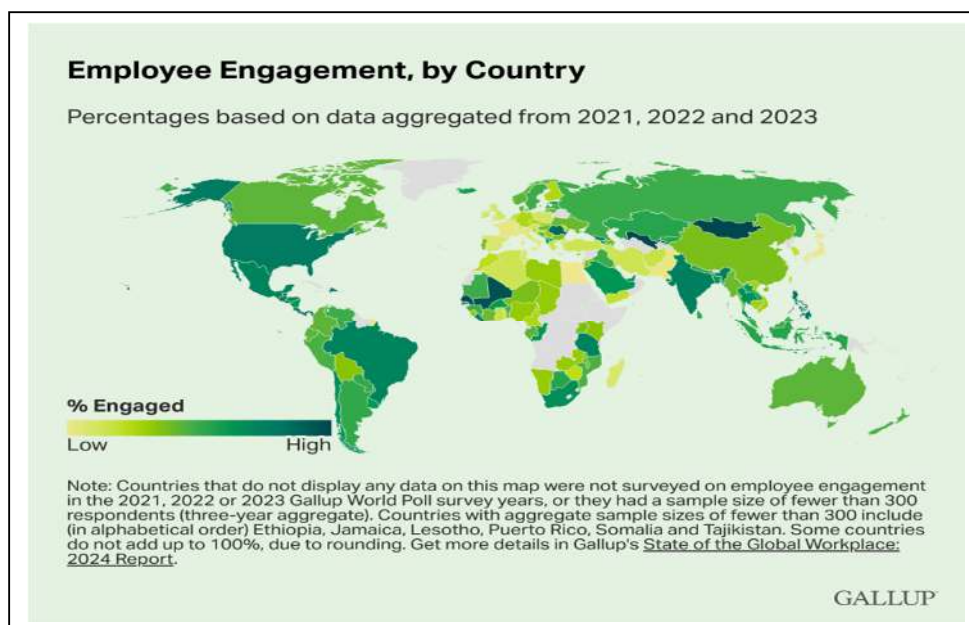 Employee Engagement, by Country
Percentages based on data aggregated from 2021, 2022 and 2023
% Engaged
Low High
Note: Countries that do not display any data on this map were not surveyed on employee engagement
in the 2021, 2022 or 2023 Gallup World Poll survey years, or they had a sample size of fewer than 300
respondents (three-year aggregate). Countries with aggregate sample sizes of fewer than 300 include
(in alphabetical order) Ethiopia, Jamaica, Lesotho, Puerto Rico, Somalia and Tajikistan. Some countries
do not add up to 100%, due to rounding. Get more details in Gallup's State of the Global Workplace:
2024 Report.
GALLUP